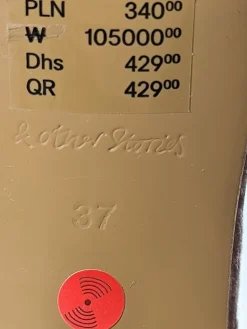 PLN 340⁰⁰
₩ 105000⁰⁰
Dhs 429⁰⁰
QR 429⁰⁰
& other Stories
37